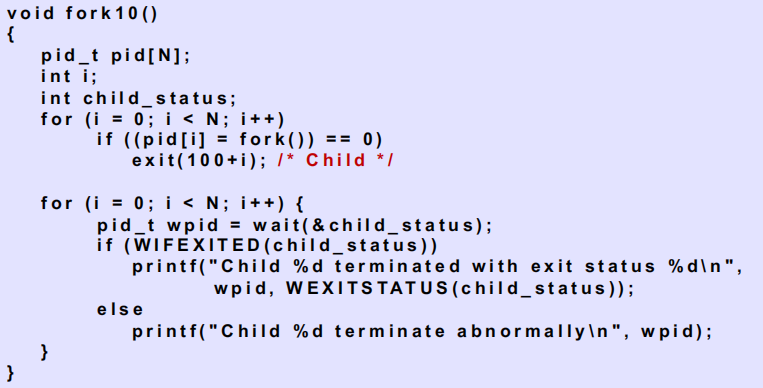 void fork10()
{
   pid_t pid[N];
   int i;
   int child_status;
   for (i = 0; i < N; i++)
        if ((pid[i] = fork()) == 0)
           exit(100+i); /* Child */
   for (i = 0; i < N; i++) {
        pid_t wpid = wait(&child_status);
        if (WIFEXITED(child_status))
           printf("Child %d terminated with exit status %d\n",
                  wpid, WEXITSTATUS(child_status));
        else
           printf("Child %d terminate abnormally\n", wpid);
   }
}